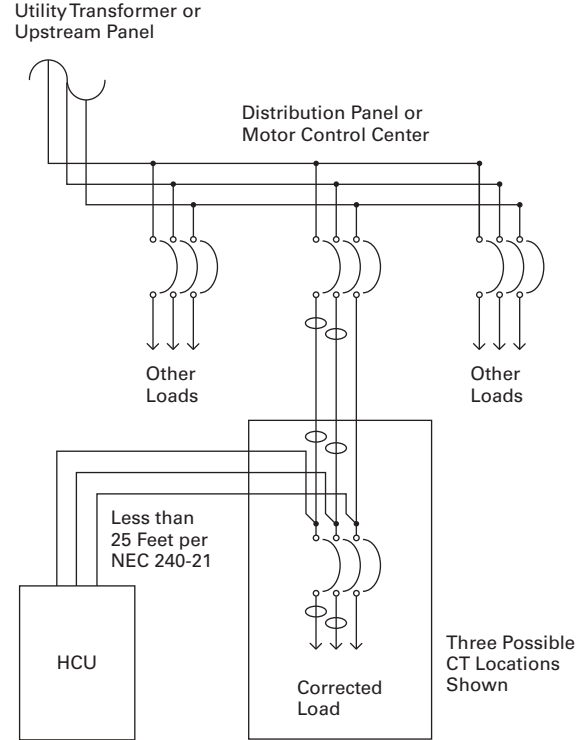 Utility Transformer or
Upstream Panel
Distribution Panel or
Motor Control Center
Other
Loads
Other
Loads
Less than
25 Feet per
NEC 240-21
HCU
Corrected
Load
Three Possible
CT Locations
Shown